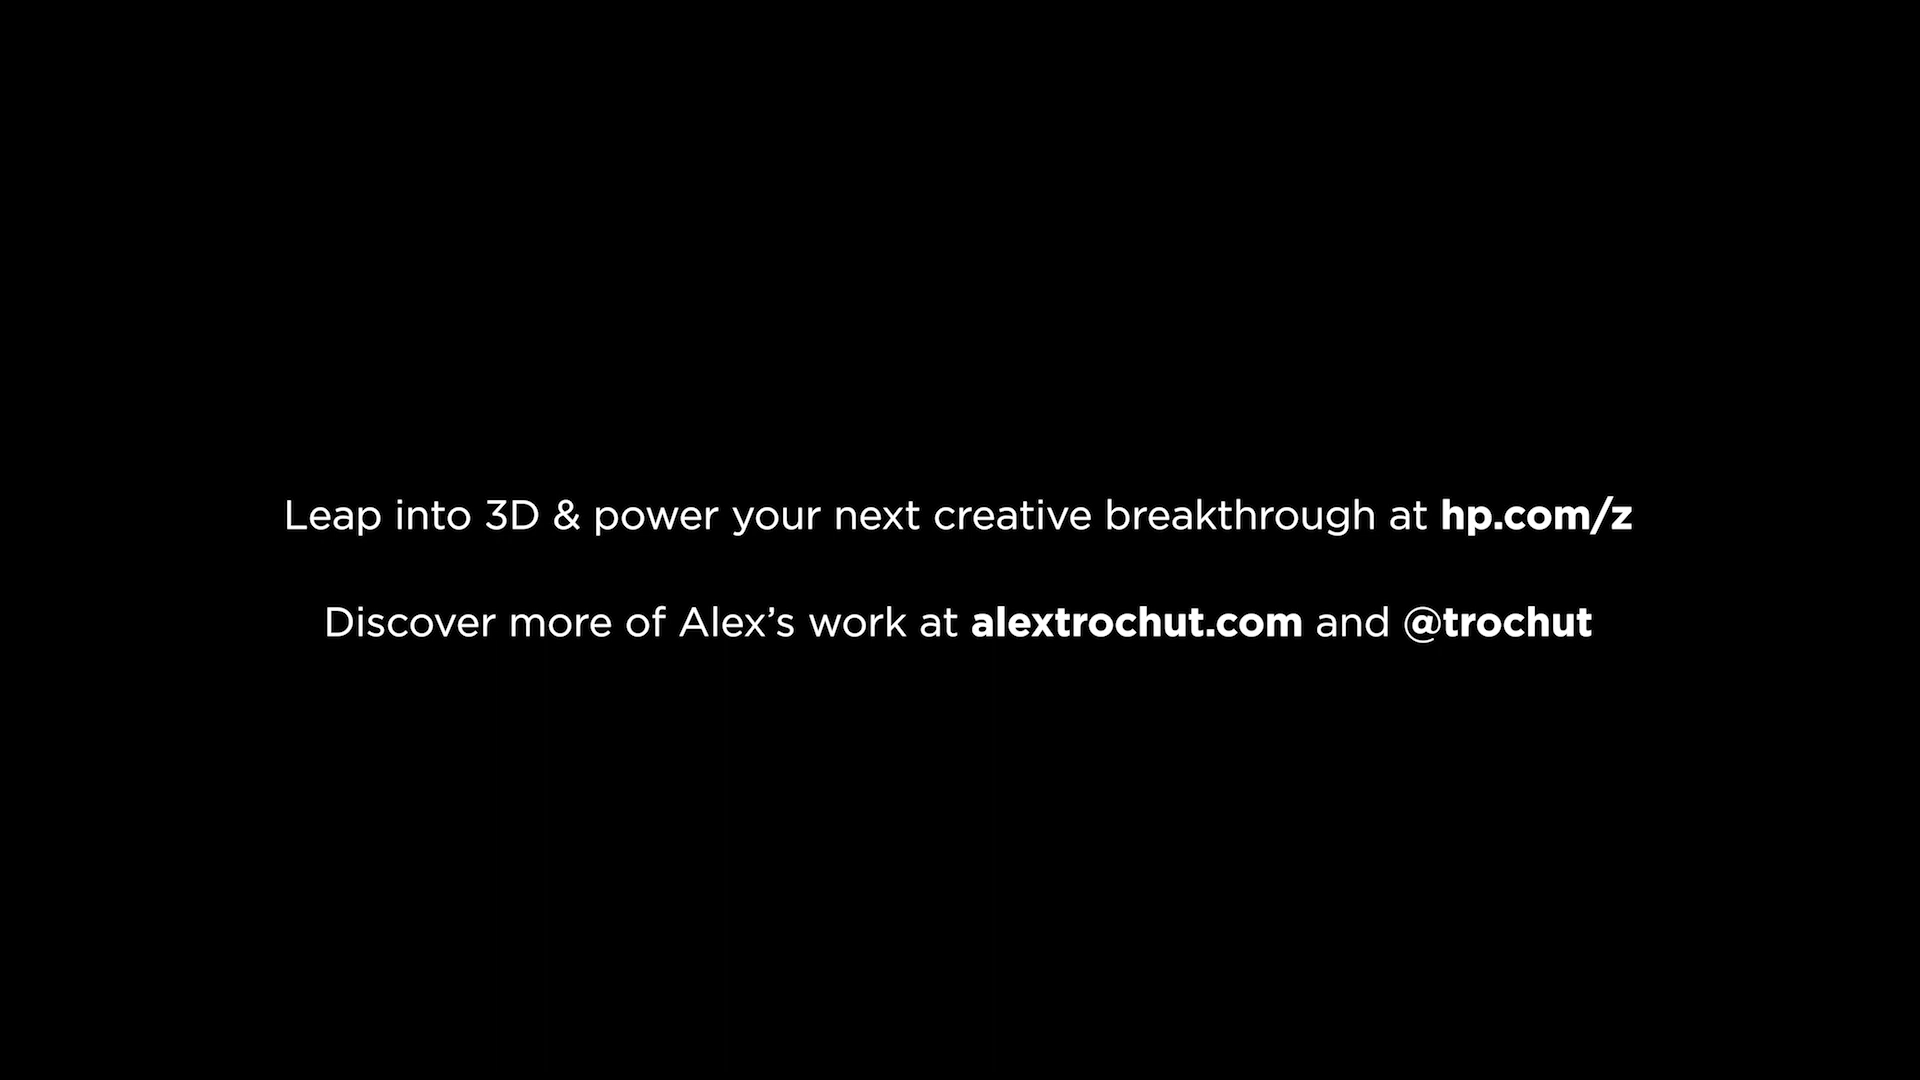 Leap into 3D & power your next creative breakthrough at hp.com/z
Discover more of Alex’s work at alextrochut.com and @trochut